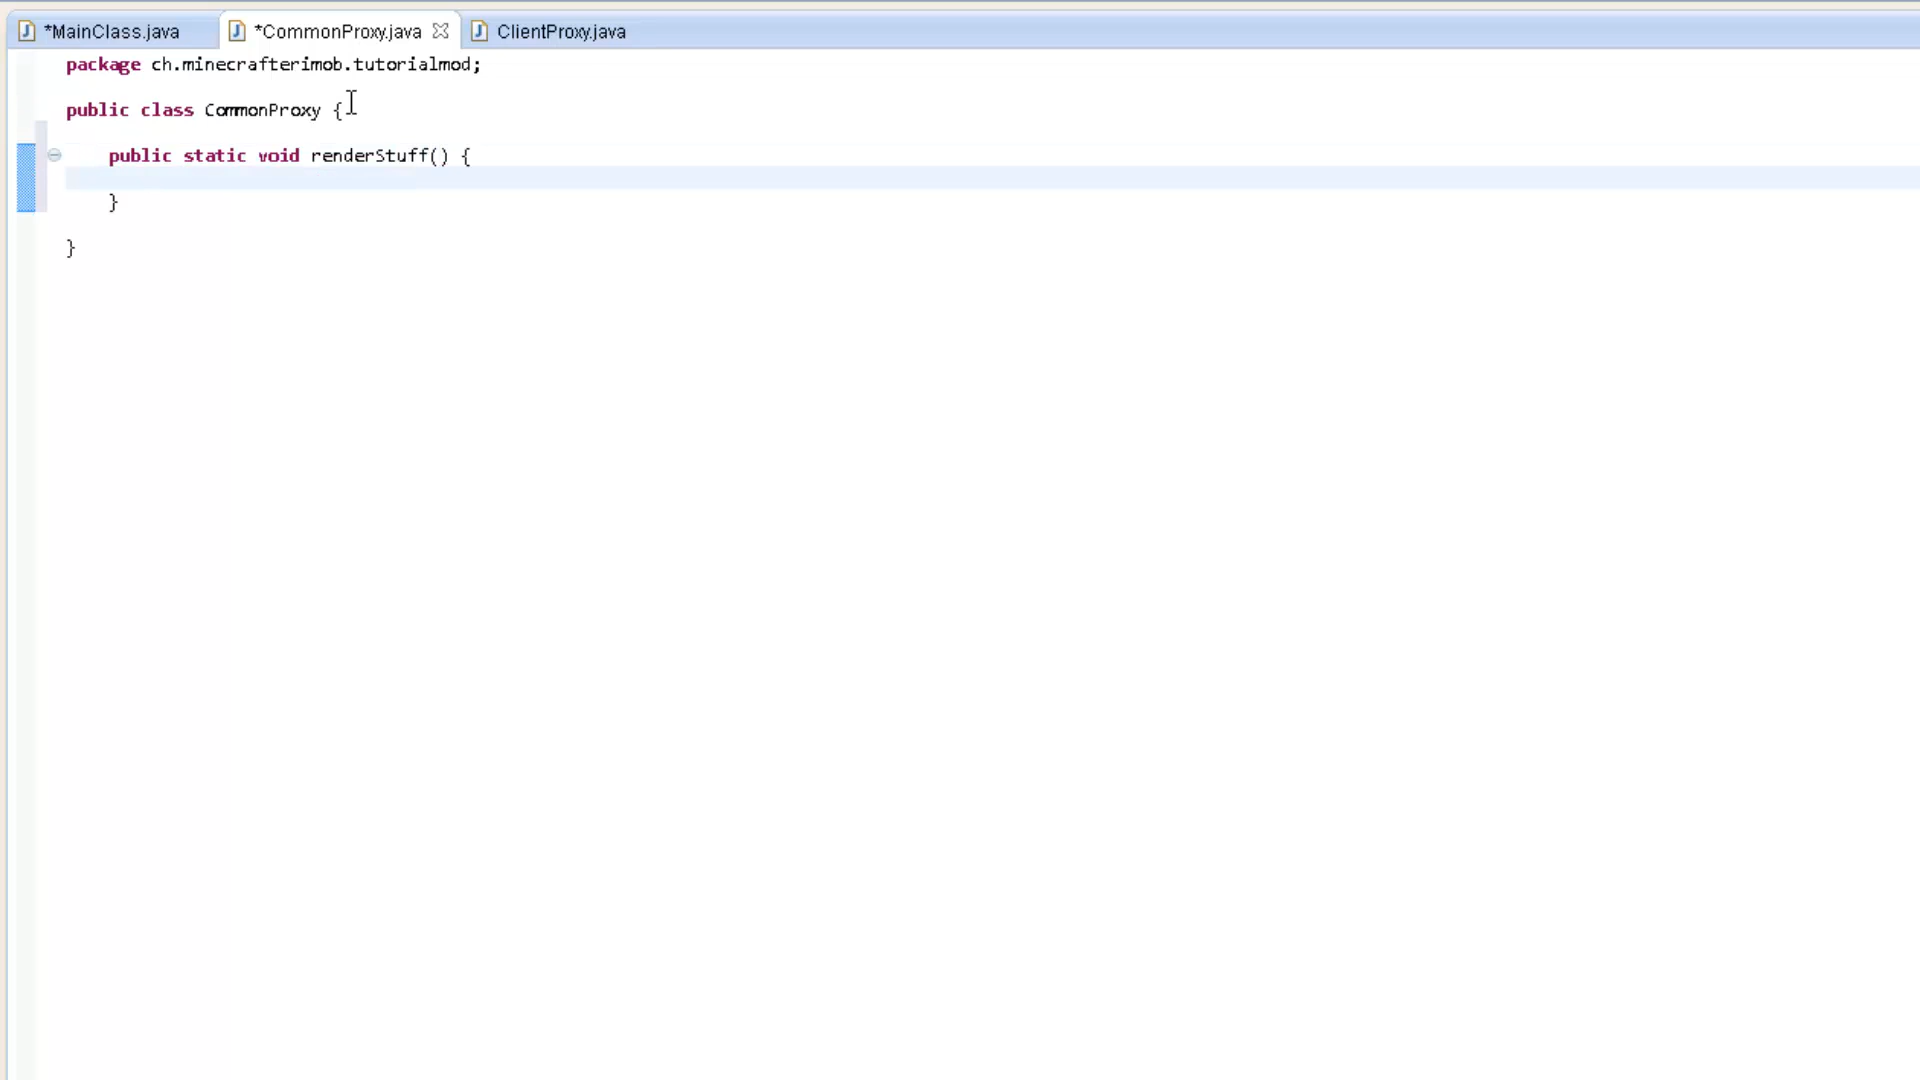 *MainClass.java *CommonProxy.java ClientProxy.java
package ch.minecrafterimob.tutorialmod;
public class CommonProxy {
public static void renderStuff() {
}
}